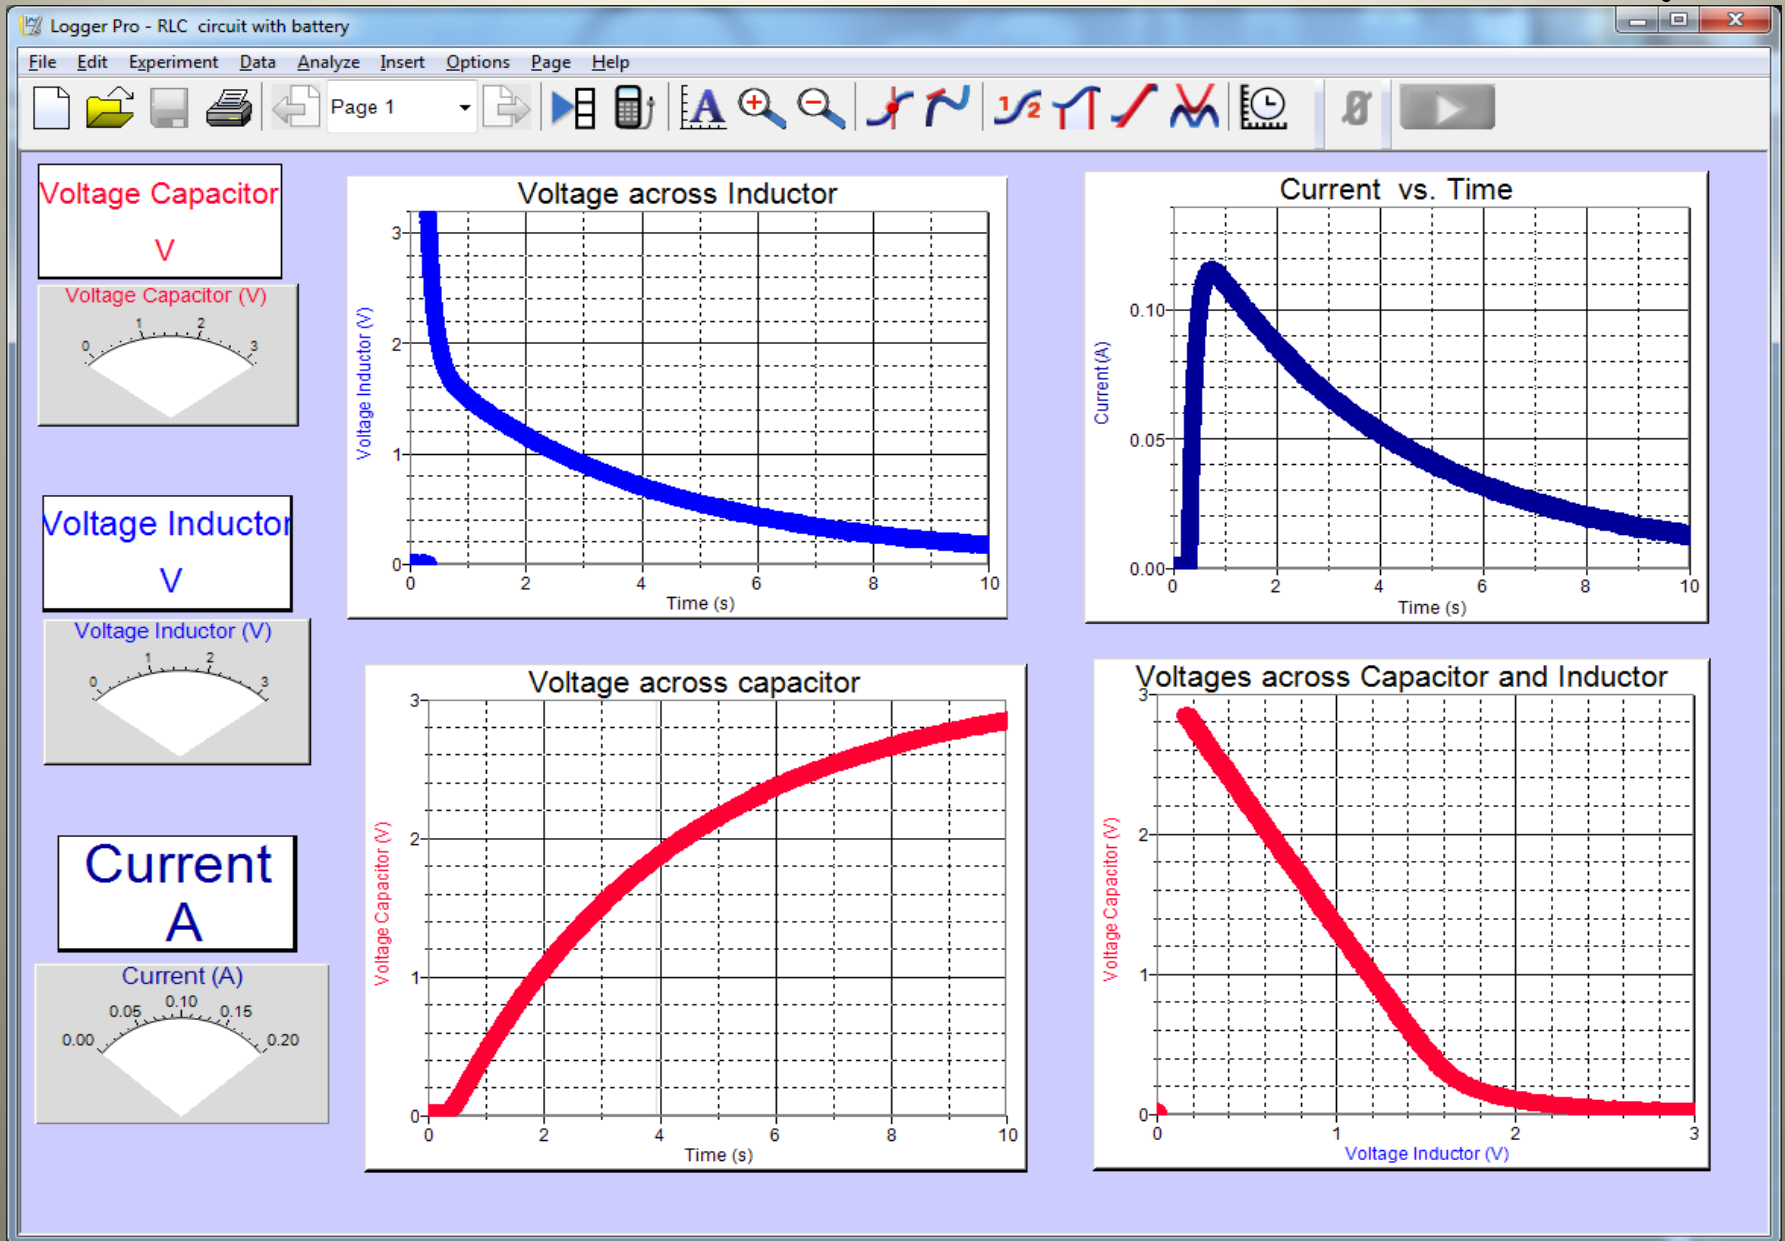 Logger Pro - RLC circuit with battery
File Edit Experiment Data Analyze Insert Options Page Help
Page 1
Voltage Capacitor
V
Voltage Capacitor (V)
0 1 2 3
Voltage Inductor
V
Voltage Inductor (V)
0 1 2 3
Current
A
Current (A)
0.00 0.05 0.10 0.15 0.20
Voltage across Inductor
Voltage Inductor (V)
3
2
1
0
0 2 4 6 8 10
Time (s)
Current vs. Time
Current (A)
0.10
0.05
0.00
0 2 4 6 8 10
Time (s)
Voltage across capacitor
Voltage Capacitor (V)
3
2
1
0
0 2 4 6 8 10
Time (s)
Voltages across Capacitor and Inductor
Voltage Capacitor (V)
3
2
1
0
0 1 2 3
Voltage Inductor (V)